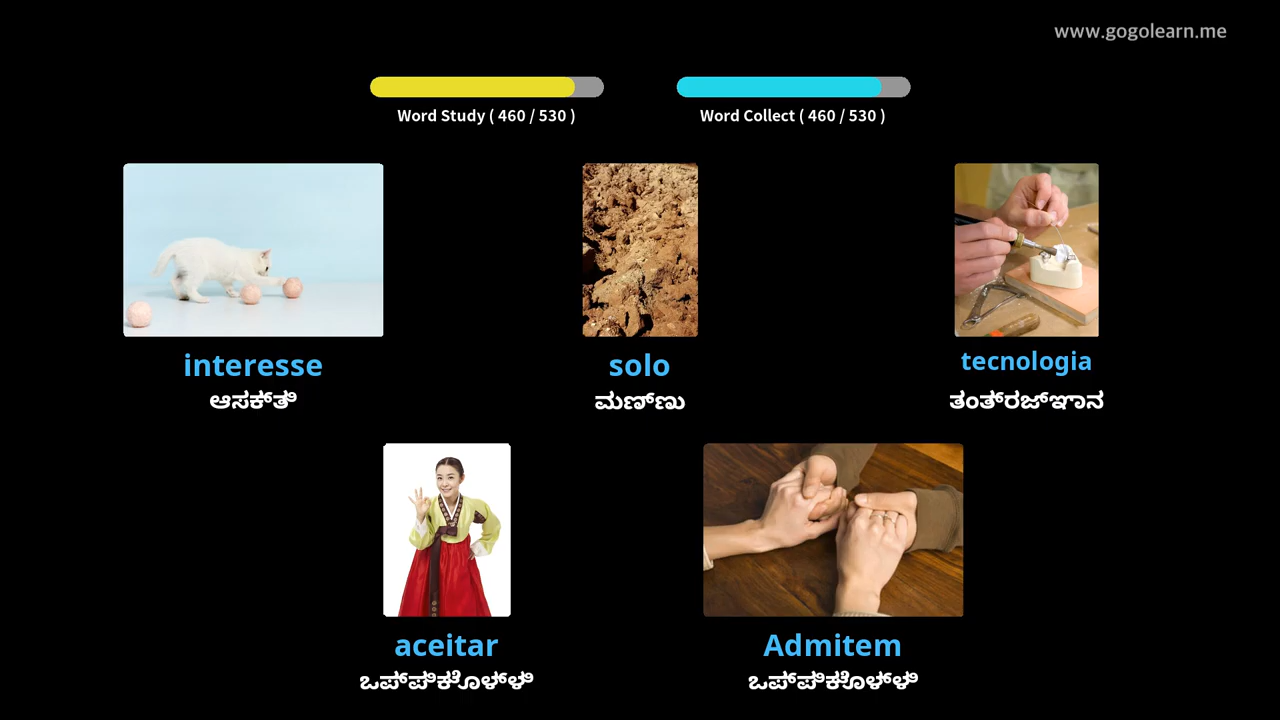 www.gogolearn.me
Word Study ( 460 / 530 )
Word Collect ( 460 / 530 )
interesse
ಆಸಕ್ತಿ
solo
ಮಣ್ಣು
tecnologia
ತಂತ್ರಜ್ಞಾನ
aceitar
ಒಪ್ಪಿಕೊಳ್ಳಿ
Admitem
ಒಪ್ಪಿಕೊಳ್ಳಿ